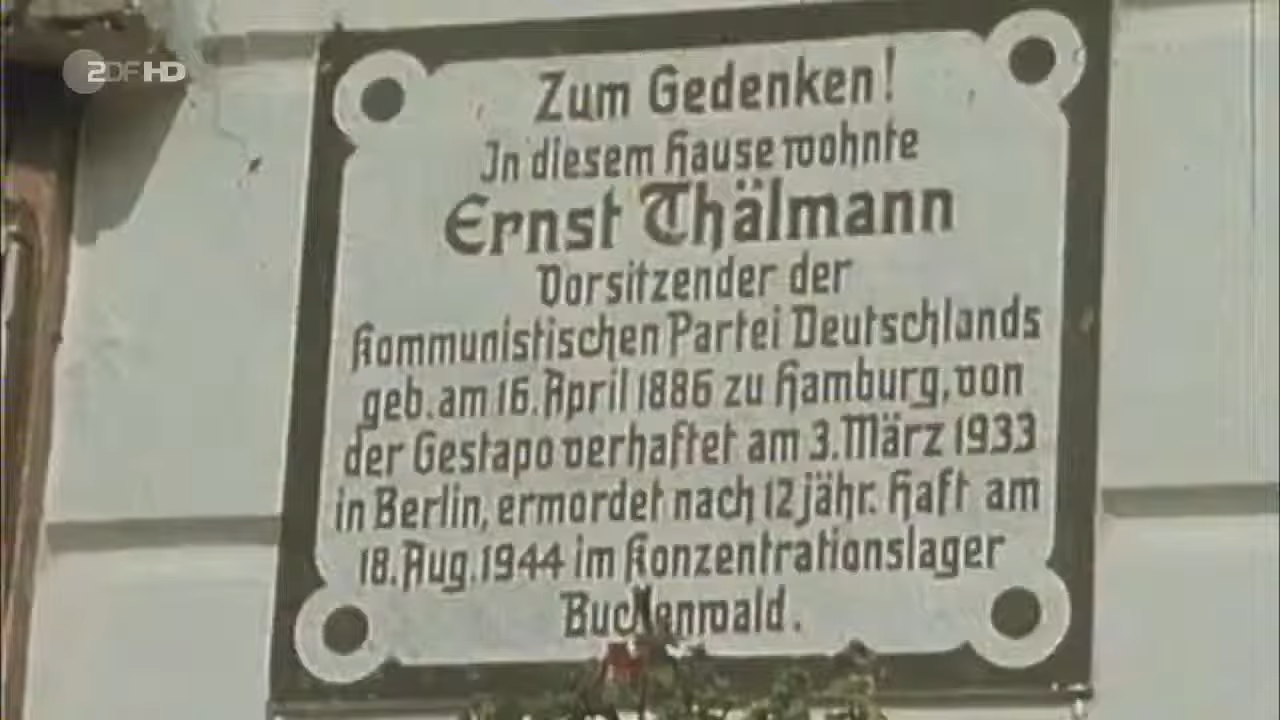 ZDFHD
Zum Gedenken!
In diesem Hause wohnte
Ernst Thälmann
Vorsitzender der
Kommunistischen Partei Deutschlands
geb. am 16. April 1886 zu Hamburg, von
der Gestapo verhaftet am 3. März 1933
in Berlin, ermordet nach 12 jähr. Haft am
18. Aug. 1944 im Konzentrationslager
Buchenwald.